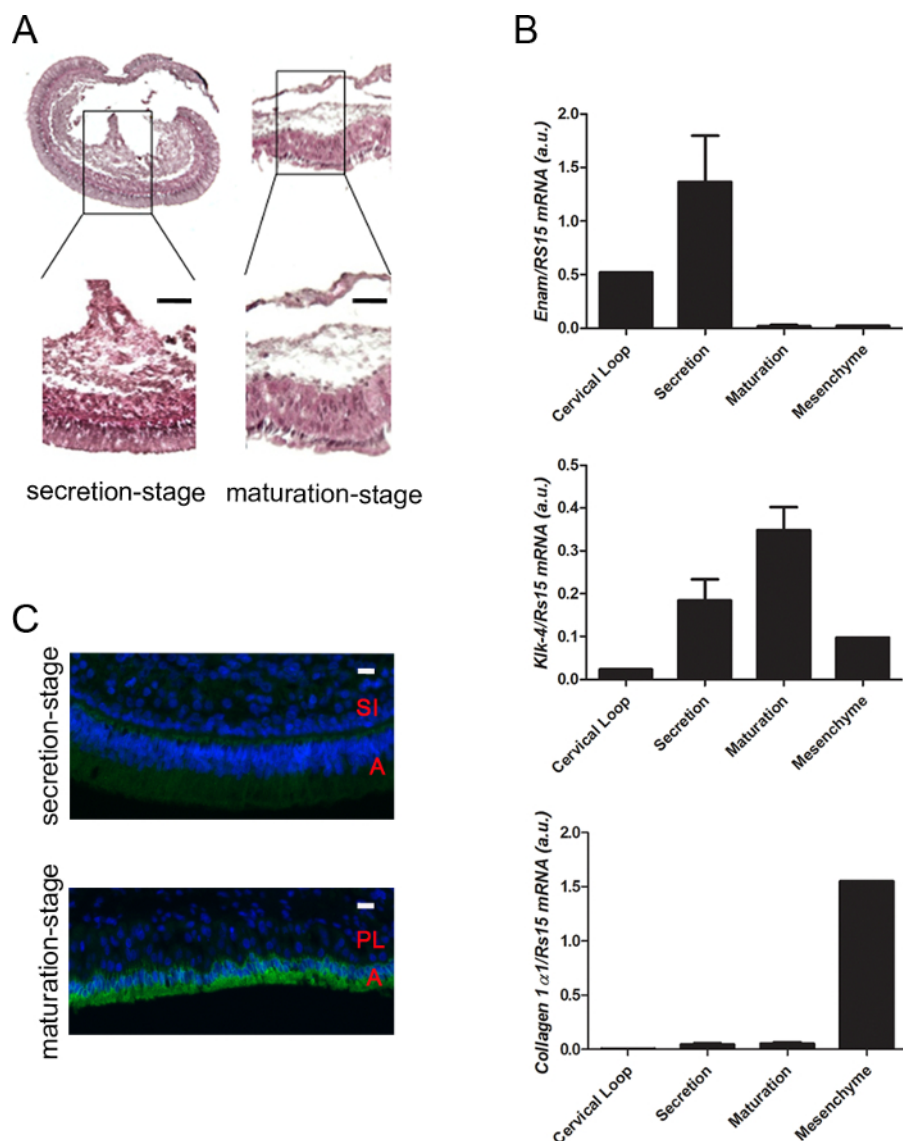 A
secretion-stage
maturation-stage
B
Enam/RS15 mRNA (a.u.)
2.0
1.5
1.0
0.5
0.0
Cervical Loop
Secretion
Maturation
Mesenchyme
Klk-4/Rs15 mRNA (a.u.)
0.5
0.4
0.3
0.2
0.1
0.0
Cervical Loop
Secretion
Maturation
Mesenchyme
Collagen 1α1/Rs15 mRNA (a.u.)
2.0
1.5
1.0
0.5
0.0
Cervical Loop
Secretion
Maturation
Mesenchyme
C
secretion-stage
SI
A
maturation-stage
PL
A